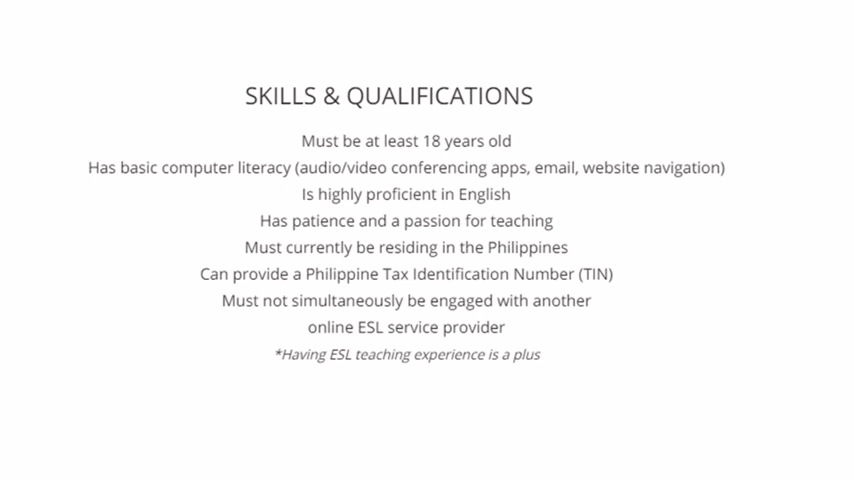 SKILLS & QUALIFICATIONS
Must be at least 18 years old
Has basic computer literacy (audio/video conferencing apps, email, website navigation)
Is highly proficient in English
Has patience and a passion for teaching
Must currently be residing in the Philippines
Can provide a Philippine Tax Identification Number (TIN)
Must not simultaneously be engaged with another
online ESL service provider
*Having ESL teaching experience is a plus